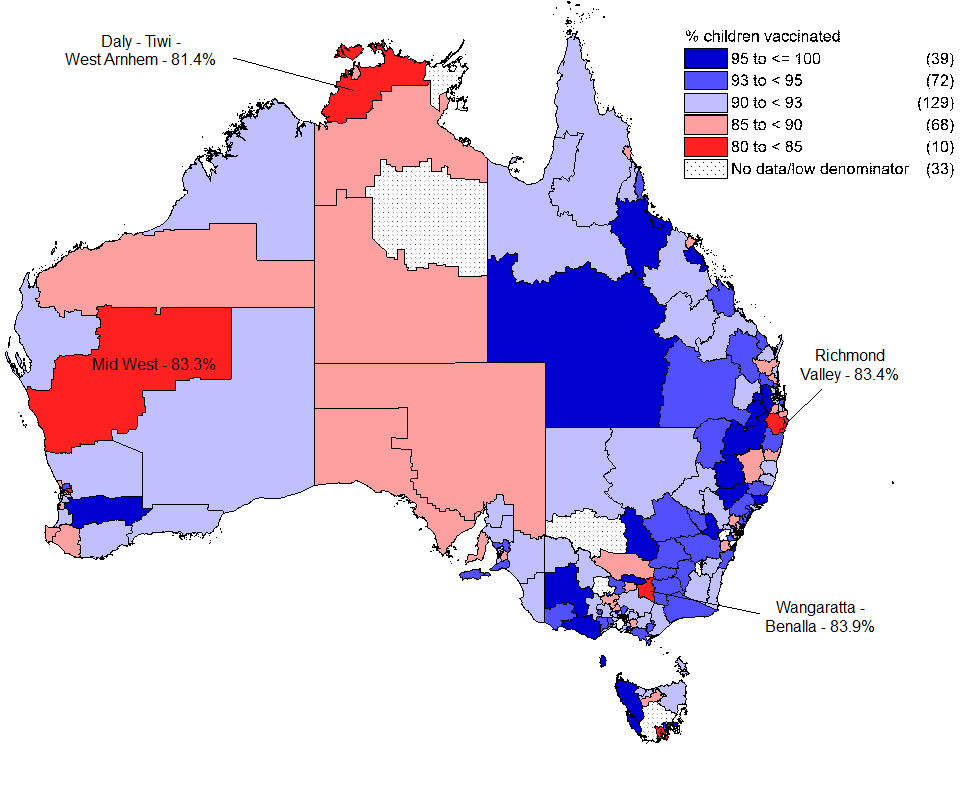 Daly - Tiwi -
West Arnhem - 81.4%
% children vaccinated
95 to <= 100 (39)
93 to < 95 (72)
90 to < 93 (129)
85 to < 90 (68)
80 to < 85 (10)
No data/low denominator (33)
Mid West - 83.3%
Richmond
Valley - 83.4%
Wangaratta -
Benalla - 83.9%